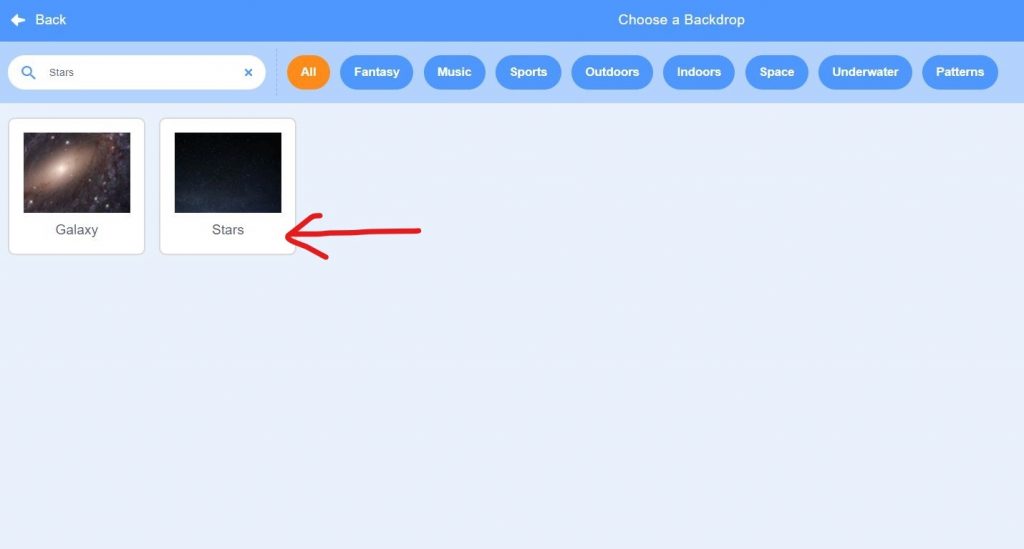 Back Choose a Backdrop
Stars All Fantasy Music Sports Outdoors Indoors Space Underwater Patterns
Galaxy Stars